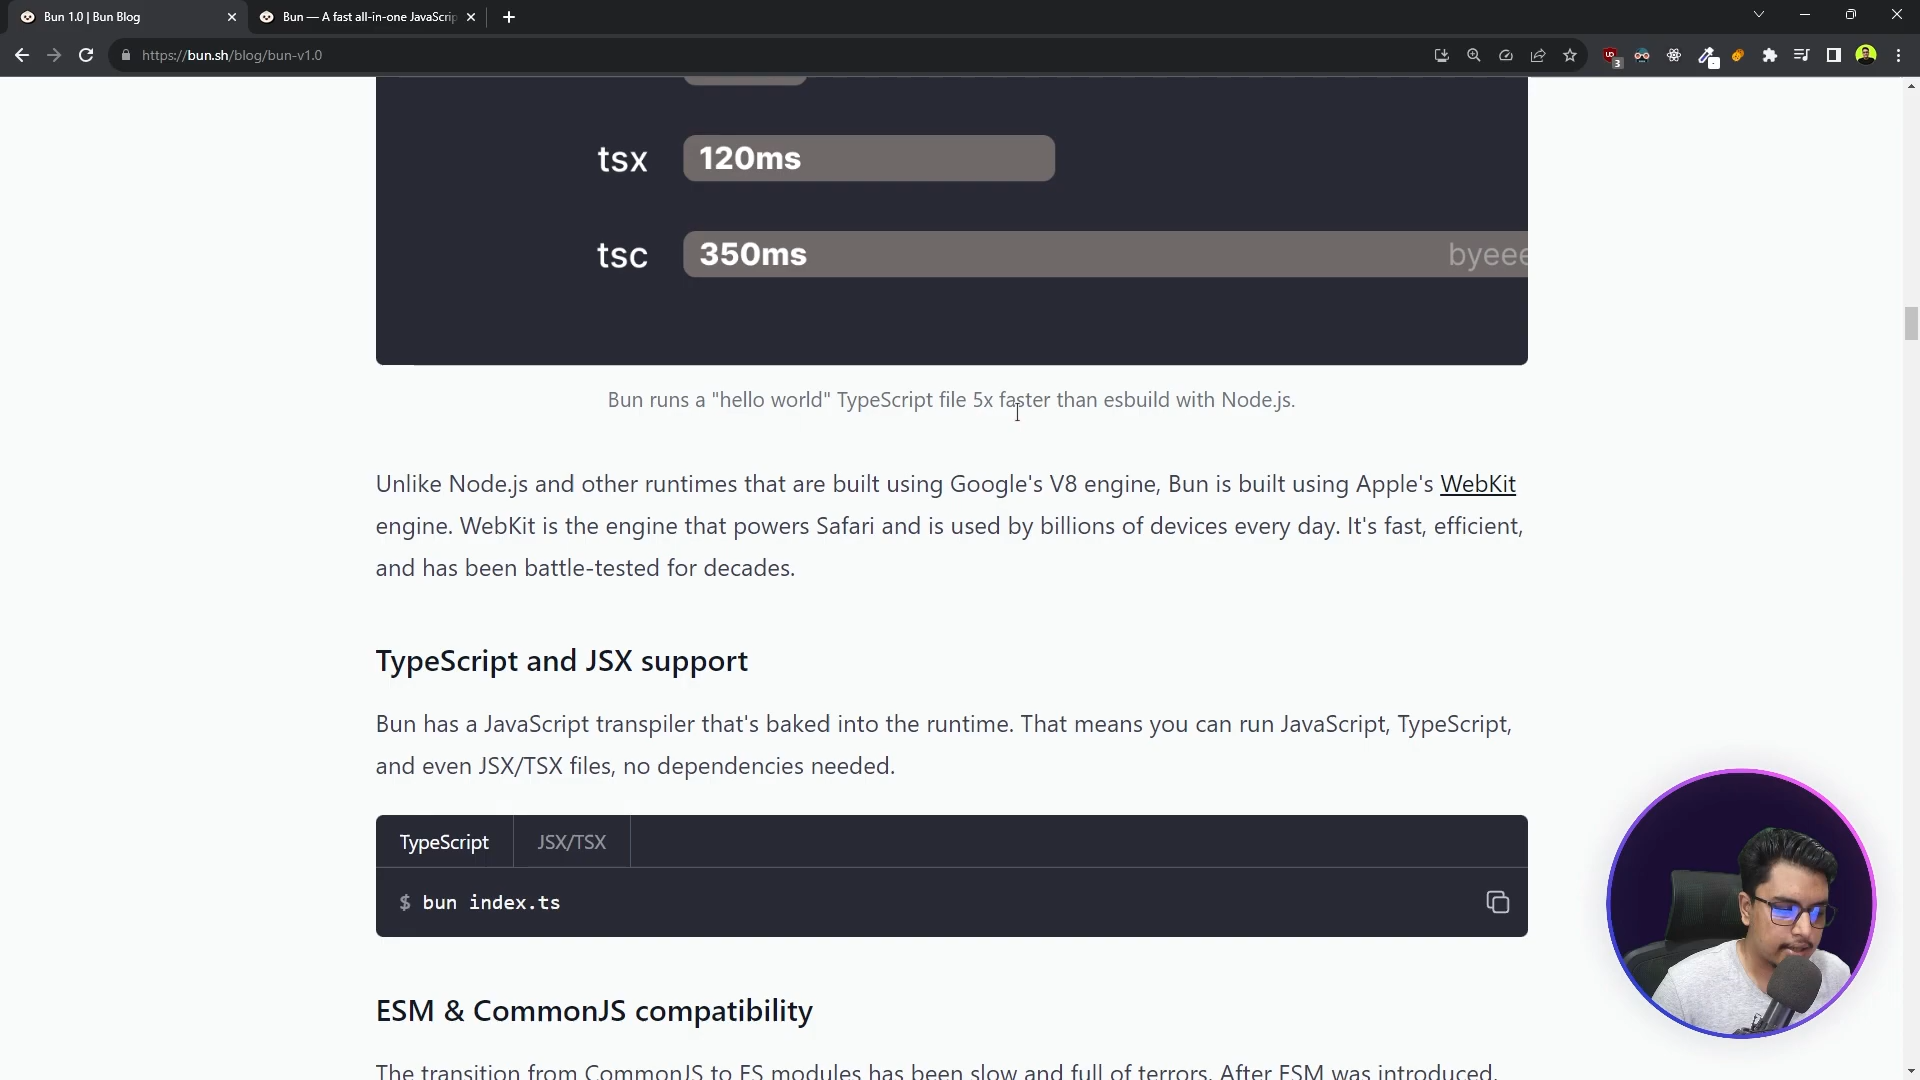 Bun 1.0 | Bun Blog
Bun — A fast all-in-one JavaScrip
https://bun.sh/blog/bun-v1.0
3
tsx 120ms
tsc 350ms byeee
Bun runs a "hello world" TypeScript file 5x faster than esbuild with Node.js.
Unlike Node.js and other runtimes that are built using Google's V8 engine, Bun is built using Apple's WebKit
engine. WebKit is the engine that powers Safari and is used by billions of devices every day. It's fast, efficient,
and has been battle-tested for decades.
TypeScript and JSX support
Bun has a JavaScript transpiler that's baked into the runtime. That means you can run JavaScript, TypeScript,
and even JSX/TSX files, no dependencies needed.
TypeScript JSX/TSX
$ bun index.ts
ESM & CommonJS compatibility
The transition from CommonJS to ES modules has been slow and full of terrors. After ESM was introduced,